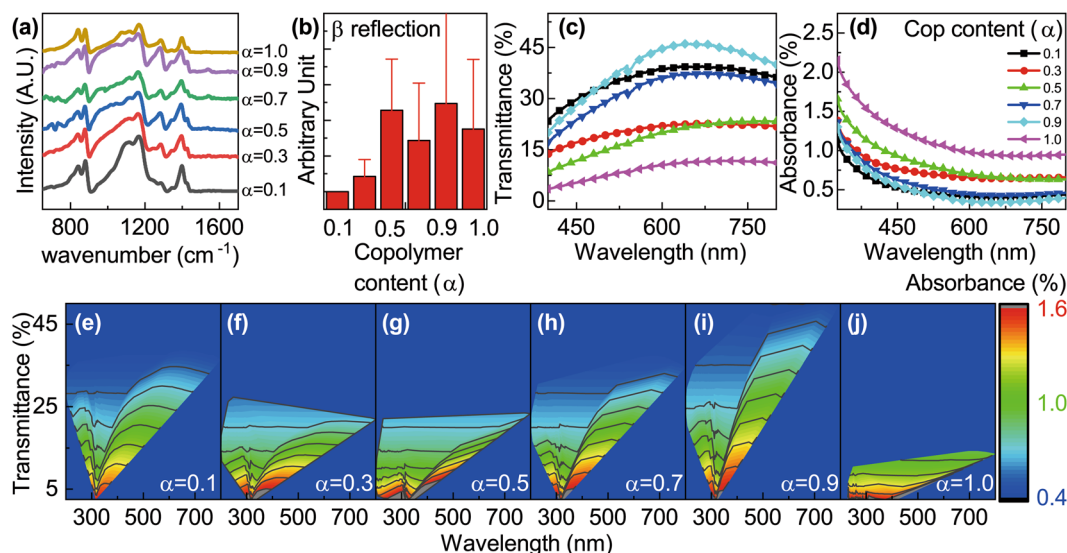 (a)
Intensity (A.U.)
α=1.0
α=0.9
α=0.7
α=0.5
α=0.3
α=0.1
800 1200 1600
wavenumber (cm⁻¹)
(b)
β reflection
Arbitrary Unit
0.1 0.5 0.9 1.0
Copolymer
content (α)
(c)
Transmittance (%)
45
30
15
0
450 600 750
Wavelength (nm)
(d)
Cop content (α)
Absorbance (%)
2.5
2.0
1.5
1.0
0.5
0.1
0.3
0.5
0.7
0.9
1.0
450 600 750
Wavelength (nm)
Absorbance (%)
Transmittance (%)
45
25
5
(e)
α=0.1
(f)
α=0.3
(g)
α=0.5
(h)
α=0.7
(i)
α=0.9
(j)
α=1.0
1.6
1.0
0.4
300 500 700 300 500 700 300 500 700 300 500 700 300 500 700 300 500 700
Wavelength (nm)